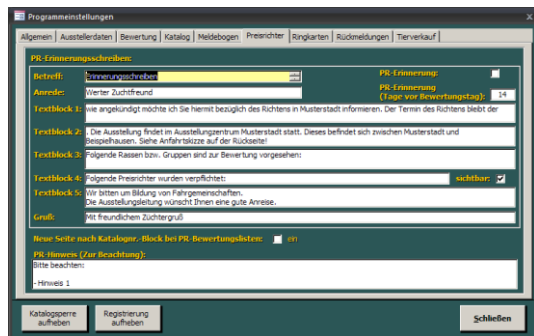 Programmeinstellungen
x
Allgemein Ausstellerdaten Bewertung Katalog Meldebogen Preisrichter Ringkarten Rückmeldungen Tierverkauf
PR-Erinnerungsschreiben:
Betreff: Erinnerungsschreiben PR-Erinnerung:
Anrede: Werter Zuchtfreund PR-Erinnerung
(Tage vor Bewertungstag): 14
Textblock 1: wie angekündigt möchte ich Sie hiermit bezüglich des Richtens in Musterstadt informieren. Der Termin des Richtens bleibt der
Textblock 2: . Die Ausstellung findet im Ausstellungzentrum Musterstadt statt. Dieses befindet sich zwischen Musterstadt und
Beispielhausen. Siehe Anfahrtskizze auf der Rückseite!
Textblock 3: Folgende Rassen bzw. Gruppen sind zur Bewertung vorgesehen:
Textblock 4: Folgende Preisrichter wurden verpflichtet: sichtbar:
Textblock 5: Wir bitten um Bildung von Fahrgemeinschaften.
Die Ausstellungsleitung wünscht Ihnen eine gute Anreise.
Gruß: Mit freundlichem Züchtergruß
Neue Seite nach Katalognr.-Block bei PR-Bewertungslisten:
PR-Hinweis (Zur Beachtung):
Bitte beachten:
- Hinweis 1
Katalogsperre aufheben
Registrierung aufheben
Schließen